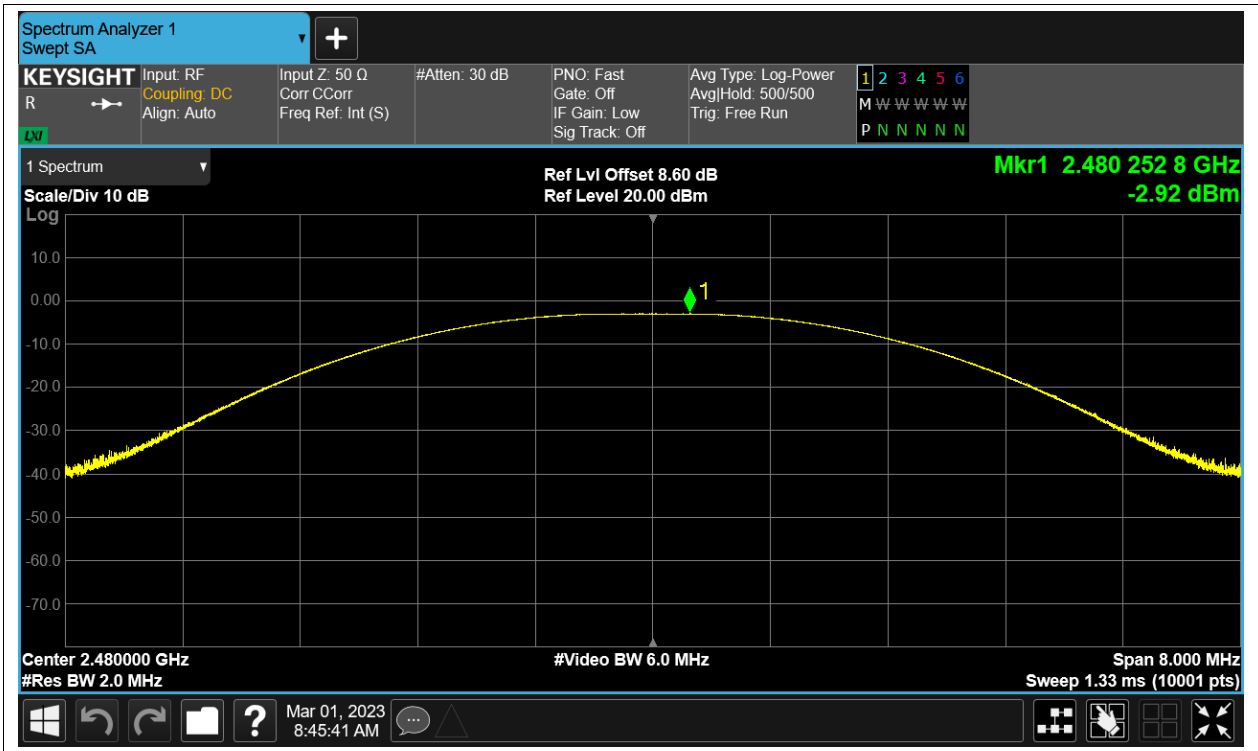 Spectrum Analyzer 1
Swept SA
KEYSIGHT
R
LXI
Input: RF
Coupling: DC
Align: Auto
Input Z: 50 Ω
Corr CCorr
Freq Ref: Int (S)
#Atten: 30 dB
PNO: Fast
Gate: Off
IF Gain: Low
Sig Track: Off
Avg Type: Log-Power
Avg|Hold: 500/500
Trig: Free Run
1 2 3 4 5 6
M W W W W W W
P N N N N N N
1 Spectrum
Scale/Div 10 dB
Log
Ref Lvl Offset 8.60 dB
Ref Level 20.00 dBm
Mkr1 2.480 252 8 GHz
-2.92 dBm
10.0
0.00
-10.0
-20.0
-30.0
-40.0
-50.0
-60.0
-70.0
1
Center 2.480000 GHz
#Res BW 2.0 MHz
#Video BW 6.0 MHz
Span 8.000 MHz
Sweep 1.33 ms (10001 pts)
?
Mar 01, 2023
8:45:41 AM